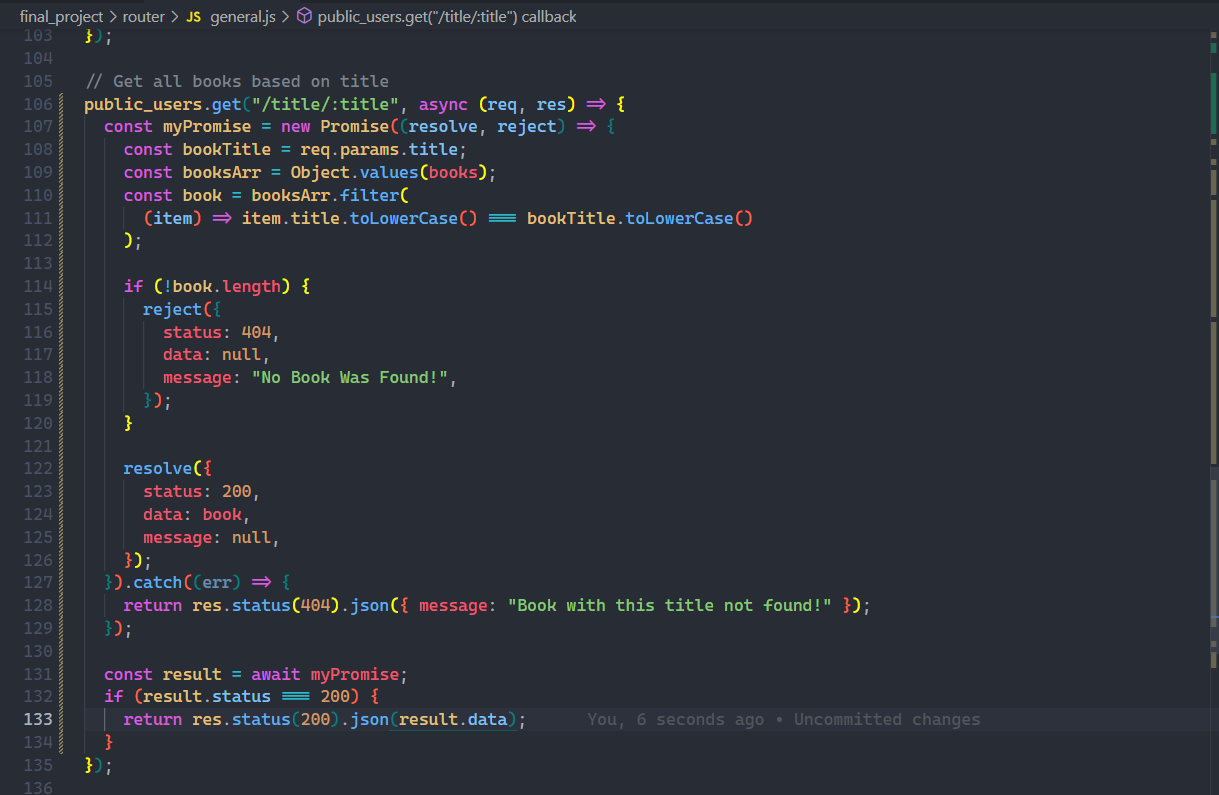 final_project > router > JS general.js > public_users.get("/title/:title") callback
103 });
104
105 // Get all books based on title
106 public_users.get("/title/:title", async (req, res) => {
107 const myPromise = new Promise((resolve, reject) => {
108 const bookTitle = req.params.title;
109 const booksArr = Object.values(books);
110 const book = booksArr.filter(
111 (item) => item.title.toLowerCase() === bookTitle.toLowerCase()
112 );
113
114 if (!book.length) {
115 reject({
116 status: 404,
117 data: null,
118 message: "No Book Was Found!",
119 });
120 }
121
122 resolve({
123 status: 200,
124 data: book,
125 message: null,
126 });
127 }).catch((err) => {
128 return res.status(404).json({ message: "Book with this title not found!" });
129 });
130
131 const result = await myPromise;
132 if (result.status === 200) {
133 return res.status(200).json(result.data); You, 6 seconds ago • Uncommitted changes
134 }
135 });
136